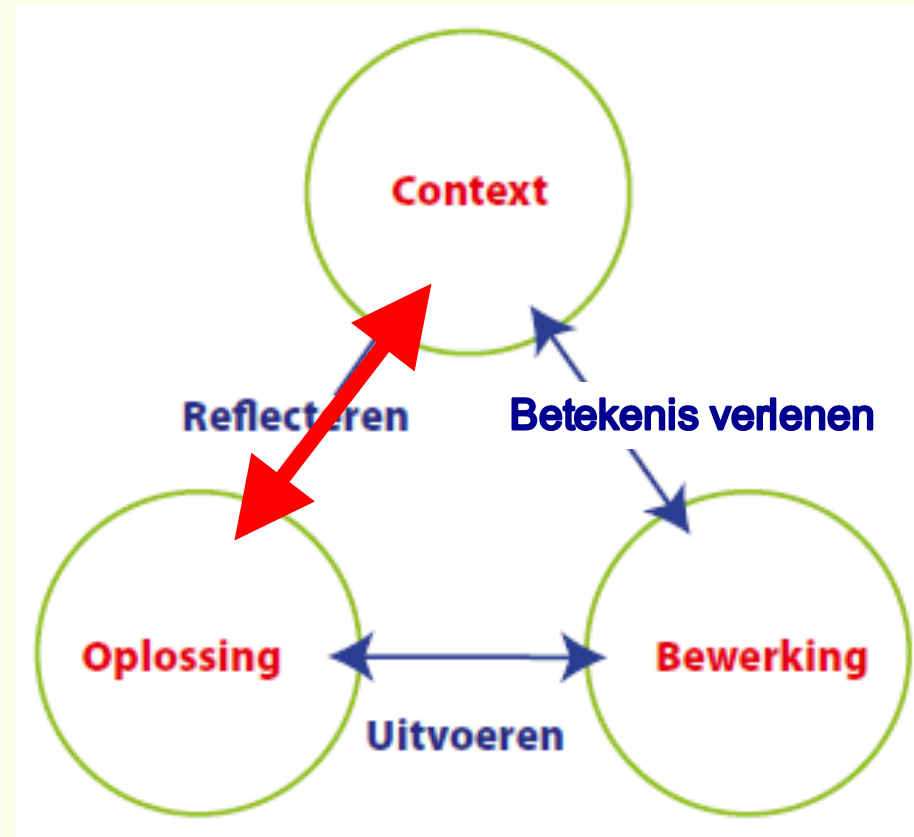 Context
Reflecteren
Betekenis verlenen
Oplossing
Bewerking
Uitvoeren